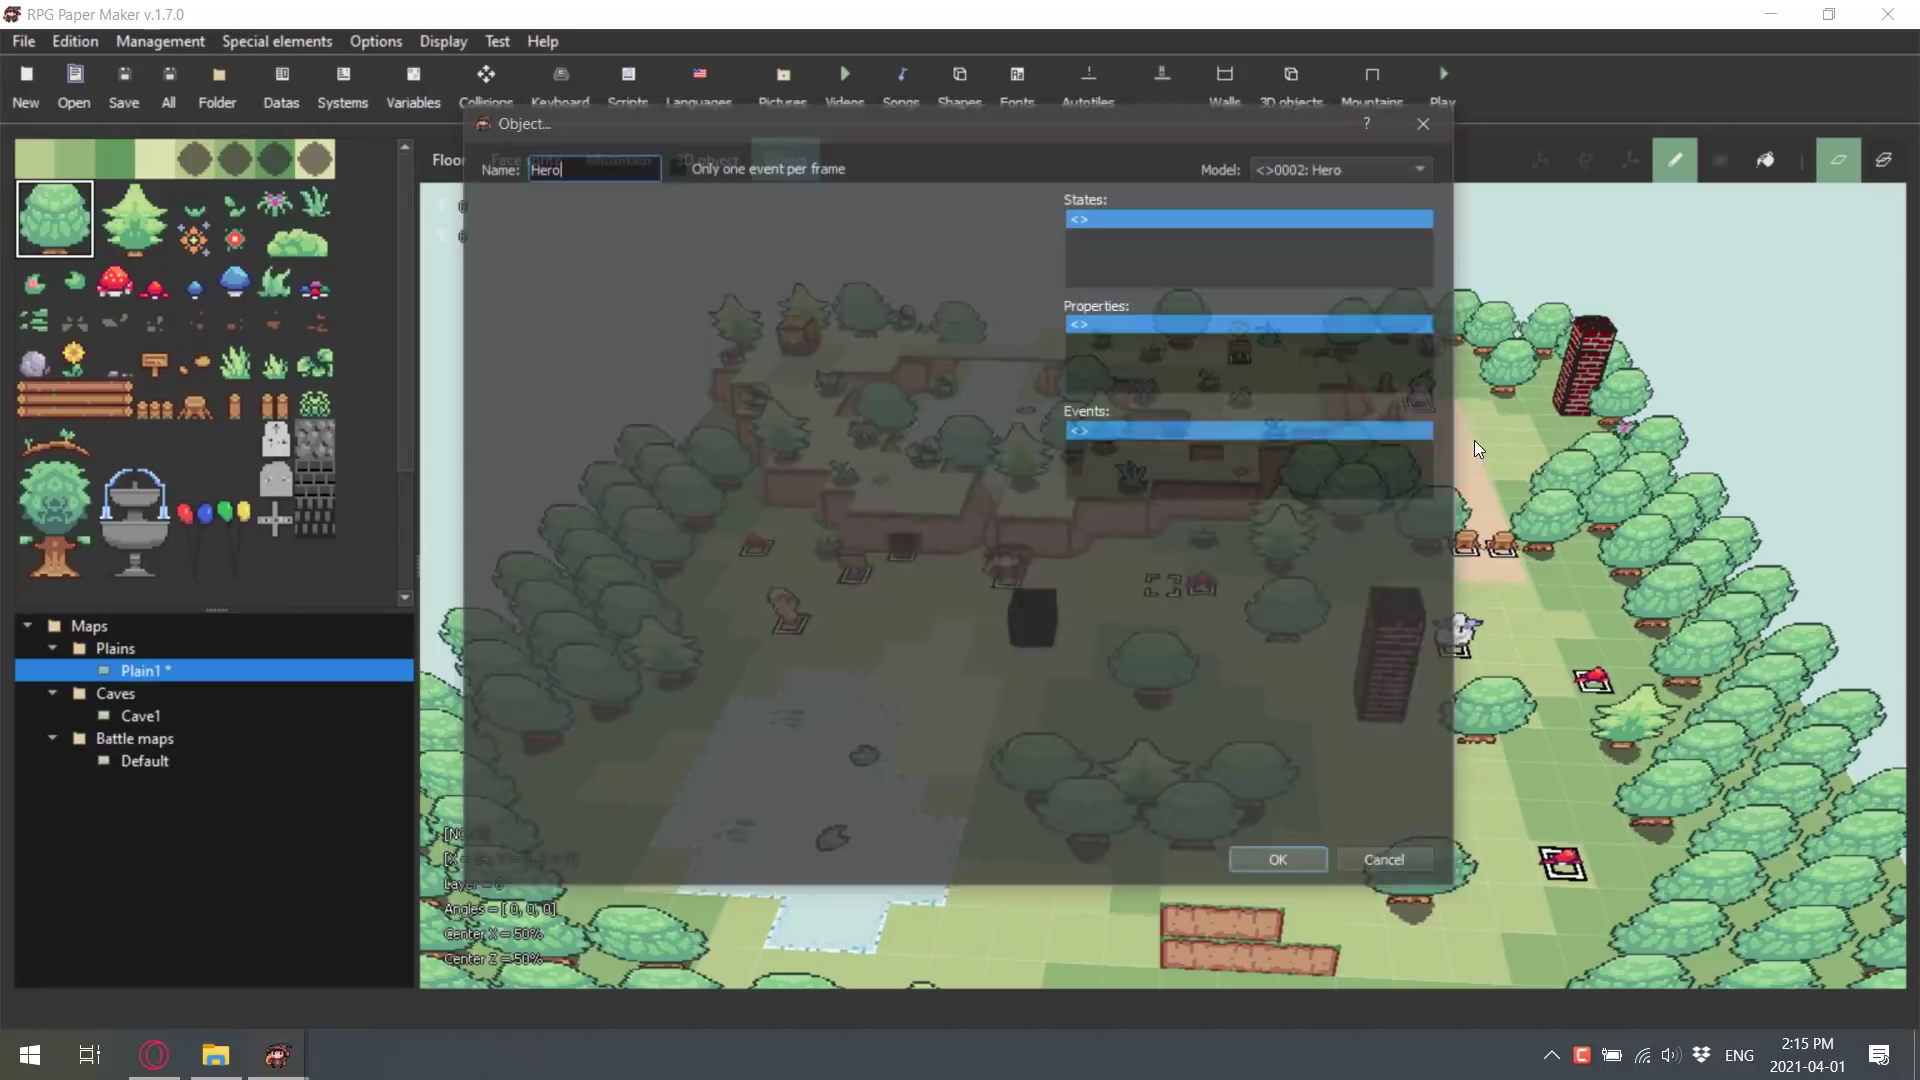 RPG Paper Maker v.1.7.0
File Edition Management Special elements Options Display Test Help
New Open Save All Folder Datas Systems Variables Collisions Keyboard Scripts Languages Pictures Videos Songs Shapes Fonts Autotiles Walls 3D objects Mountains Play
Object...
?
Floor
Name: Hero Only one event per frame Model: <>0002: Hero
States:
<>
Properties:
<>
Events:
<>
Maps
Plains
Plain1 *
Caves
Cave1
Battle maps
Default
OK Cancel
Angles = [ 0, 0, 0]
Center X = 50%
Center Z = 50%
ENG
2:15 PM
2021-04-01